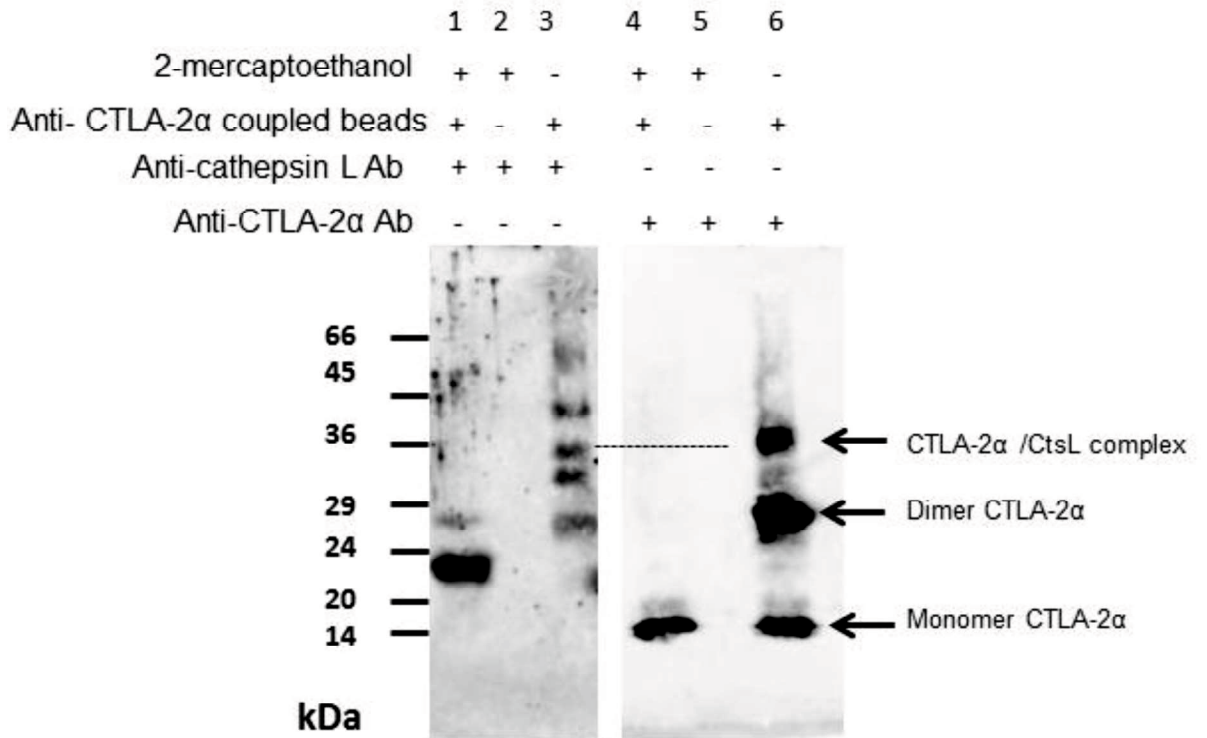 1 2 3 4 5 6
2-mercaptoethanol + + - + + -
Anti- CTLA-2α coupled beads + - + + - +
Anti-cathepsin L Ab + + + - - -
Anti-CTLA-2α Ab - - - + + +
66
45
36
CTLA-2α /CtsL complex
29
Dimer CTLA-2α
24
20
Monomer CTLA-2α
14
kDa